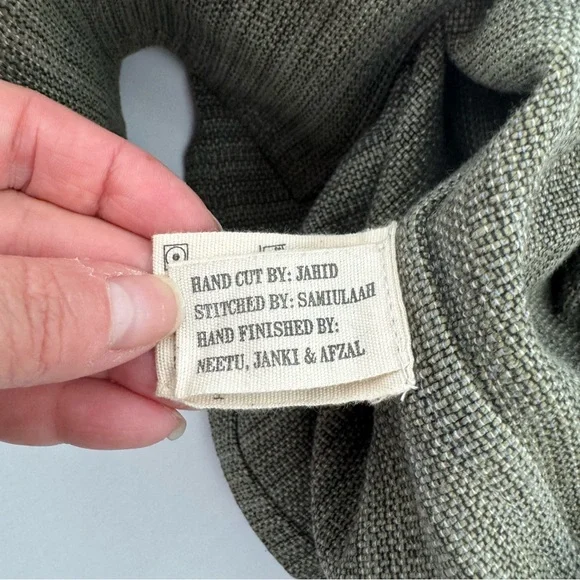 HAND CUT BY: JAHID
STITCHED BY: SAMIULAAH
HAND FINISHED BY:
NEETU, JANKI & AFZAL